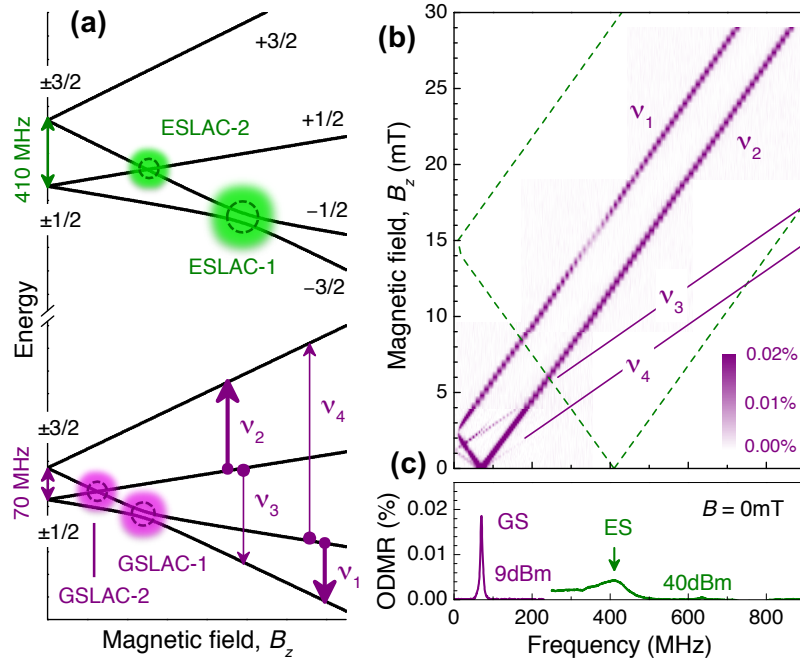 (a)
+3/2
±3/2
ESLAC-2
+1/2
410 MHz
±1/2
−1/2
ESLAC-1
−3/2
Energy
±3/2
ν4
ν2
70 MHz
ν3
±1/2
GSLAC-1
ν1
GSLAC-2
Magnetic field, Bz
(b)
30
25
20
15
10
5
0
Magnetic field, Bz (mT)
ν1
ν2
ν3
ν4
0.02%
0.01%
0.00%
(c)
ODMR (%)
0.02
0.01
0.00
GS
9dBm
ES
40dBm
B = 0mT
0 200 400 600 800
Frequency (MHz)